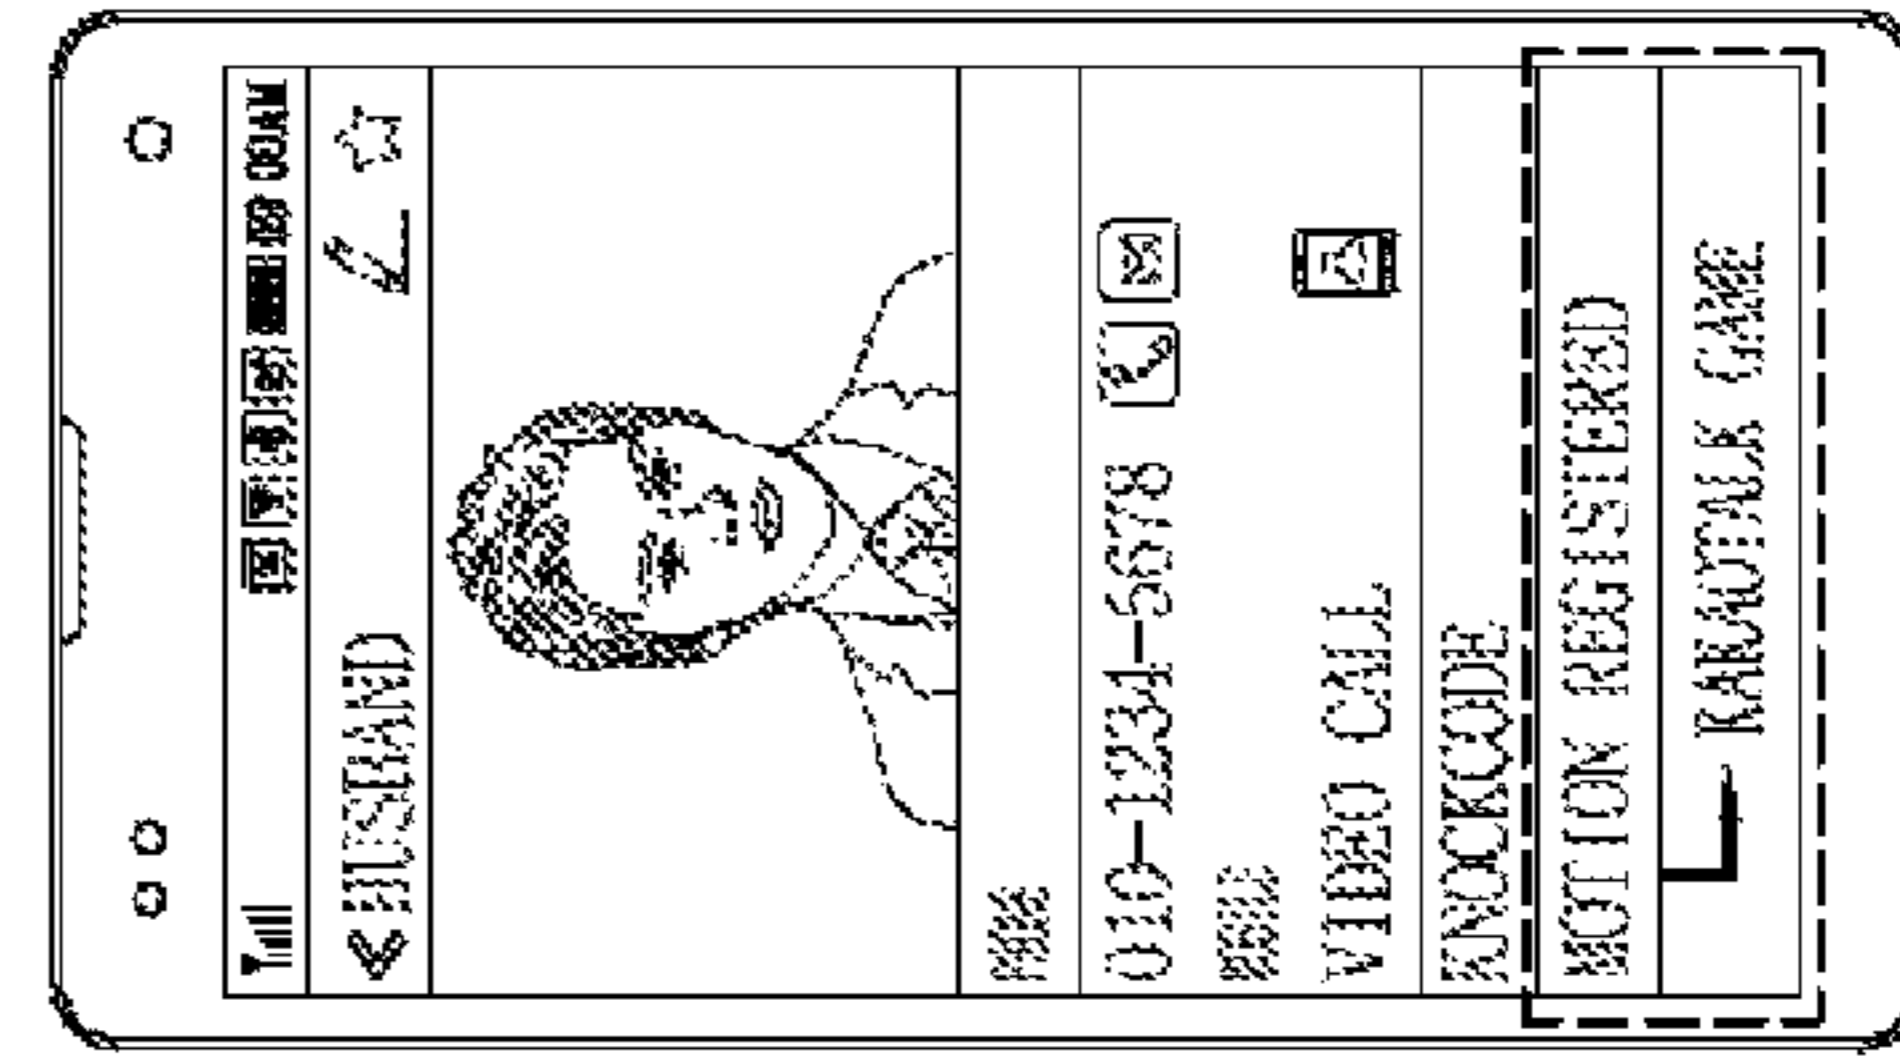 HUSBAND
010-1234-5678
VIDEO CALL
KNOCKCODE
MOTION REGISTERED
KAKAOTALK GAME